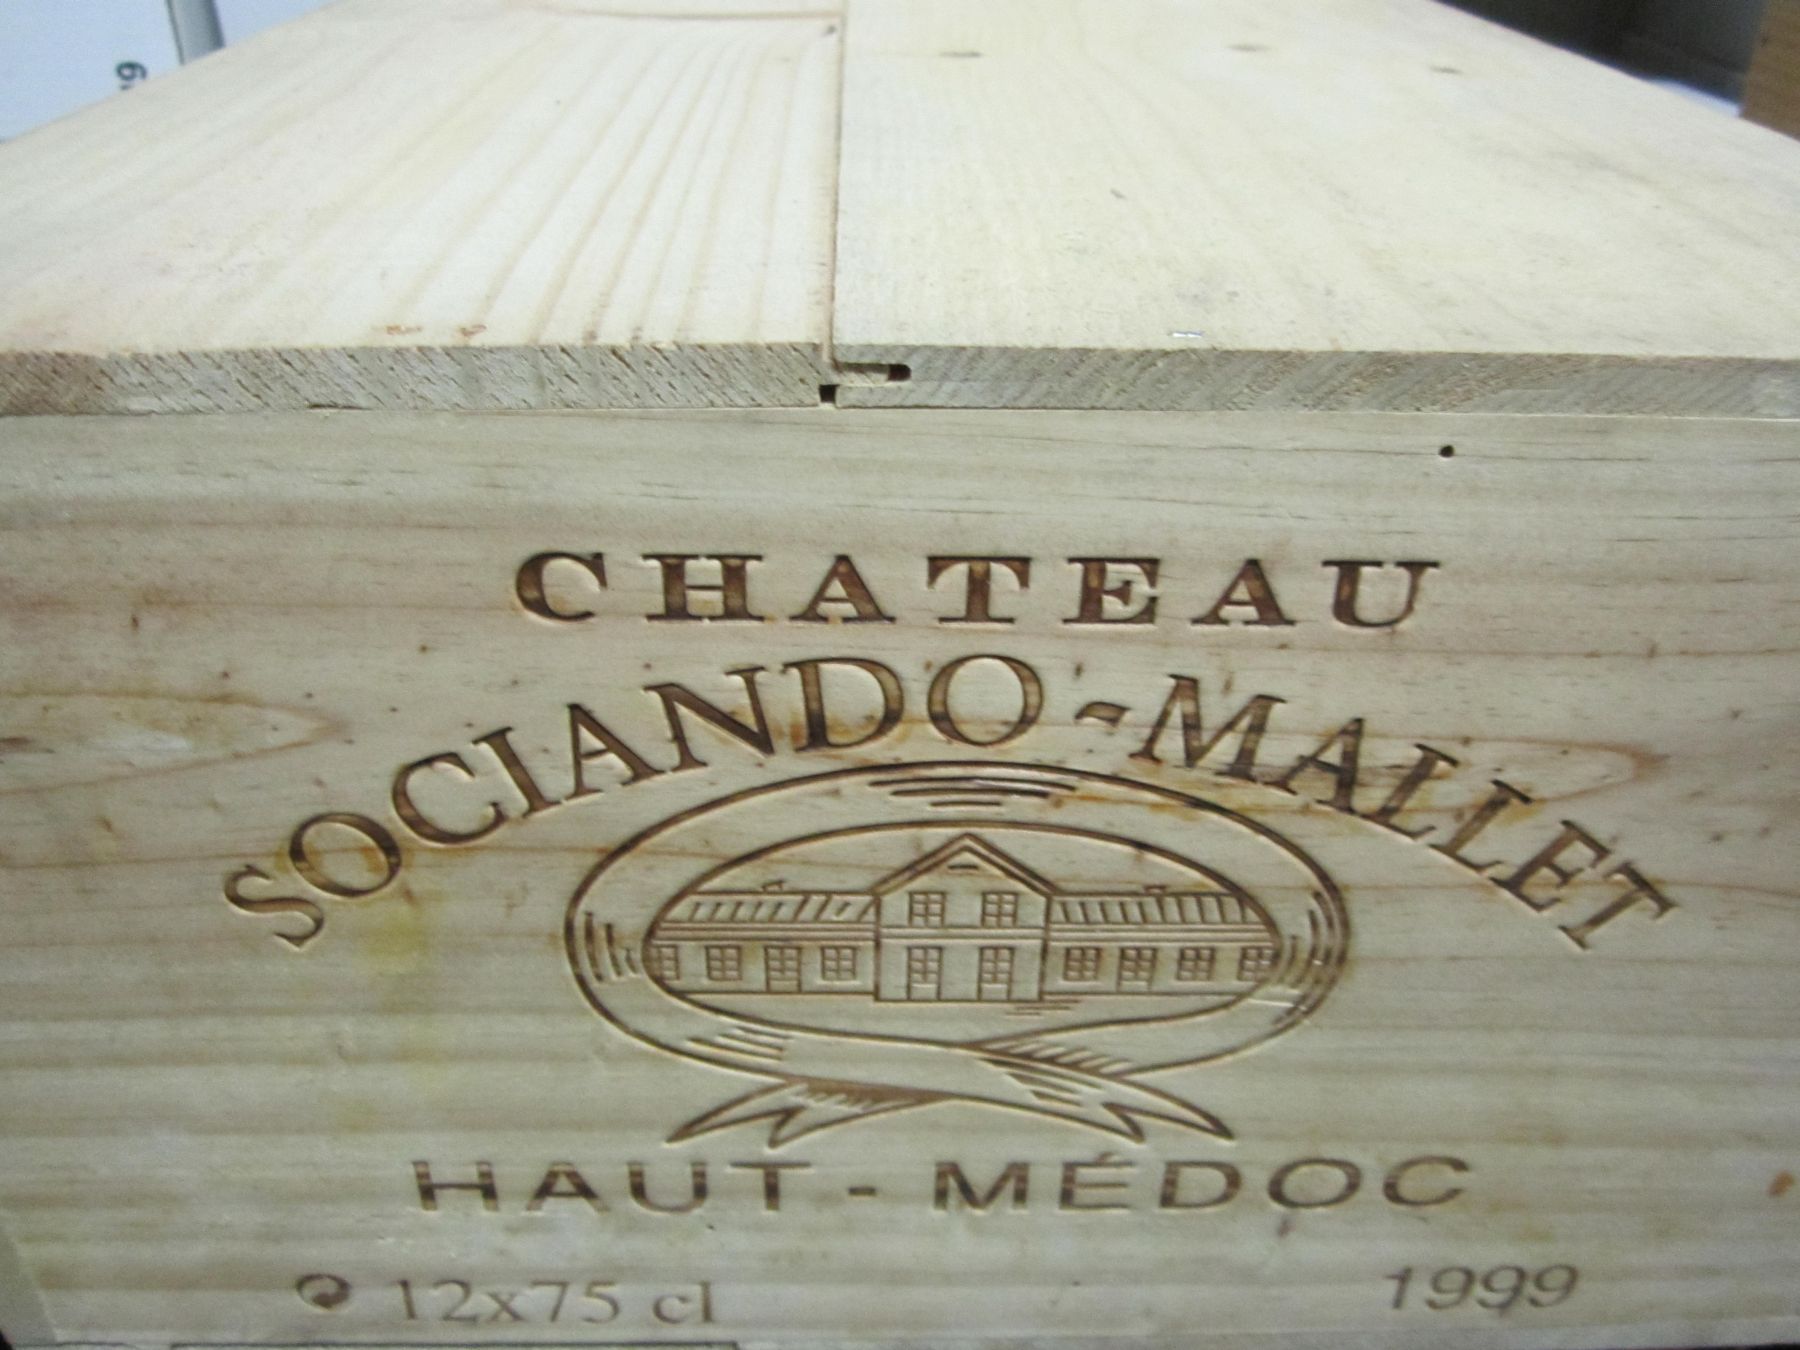 CHATEAU
SOCIANDO-MALLET
HAUT-MÉDOC
12x75 cl
1999